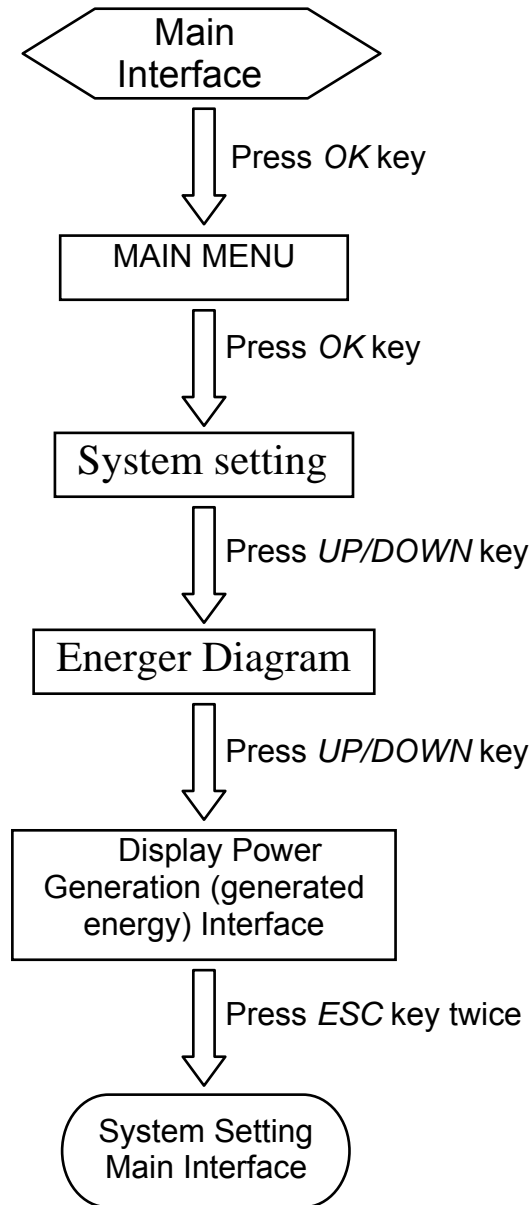 Main
Interface
Press OK key
MAIN MENU
Press OK key
System setting
Press UP/DOWN key
Energer Diagram
Press UP/DOWN key
Display Power
Generation (generated
energy) Interface
Press ESC key twice
System Setting
Main Interface